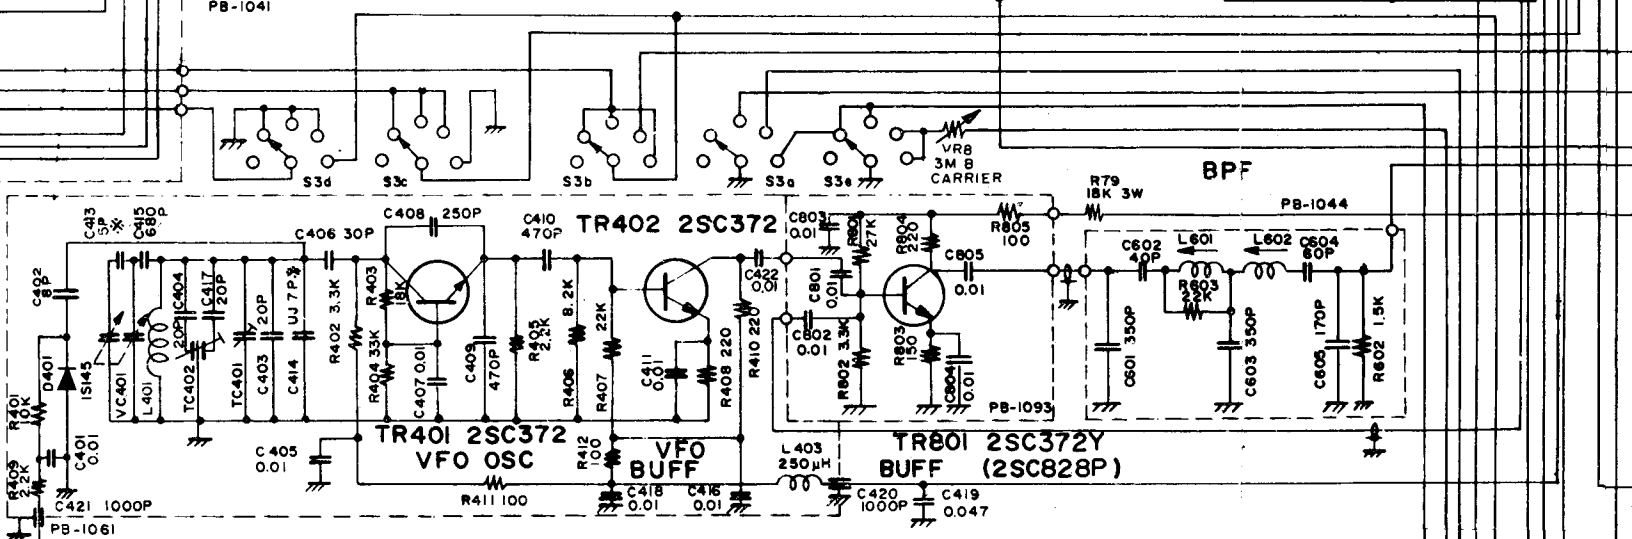 PB-1041
S3d
S3c
S3b
S3a
S3e
VR8
3M B
CARRIER
BPF
R79
18K 3W
PB-1044
C413
5P
※
C415
680P
C408 250P
C410
470P
TR402 2SC372
C803
0.01
R801
27K
R804
220
R805
100
C406 30P
C402
8P
C404
20P
C417
20P
UJ 7P※
20P
R402 3.3K
R403
18K
R404 33K
C407 0.01
C409
470P
R405
2.2K
8.2K
R406
22K
R407
C411
0.01
R408 220
R410 220
C422
0.01
C801
0.01
C802
0.01
R802 3.3K
R803
150
C804
0.01
C805
0.01
PB-1093
C602
40P
L601
L602
C604
60P
R603
22K
C601 350P
C603 350P
C605 170P
R602 1.5K
D401
1S145
VC401
L401
TC402
TC401
C403
C414
R401
10K
C401
0.01
R409
2.2K
C421 1000P
PB-1061
C405
0.01
TR401 2SC372
VFO OSC
R411 100
R412
100
VFO
BUFF
C418
0.01
C416
0.01
L403
250μH
C420
1000P
C419
0.047
TR801 2SC372Y
BUFF (2SC828P)